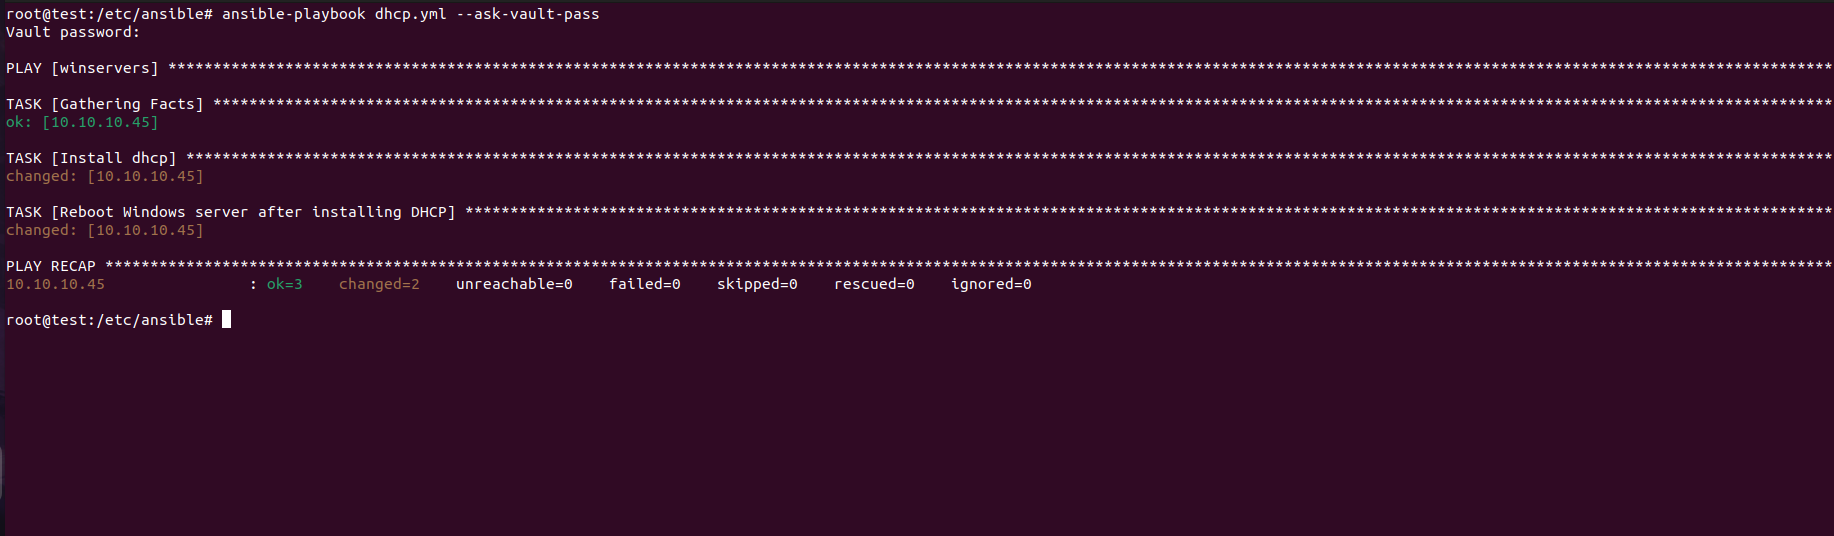 root@test:/etc/ansible# ansible-playbook dhcp.yml --ask-vault-pass
Vault password:
PLAY [winservers] *****************************************************************************************************************************************************************************************
TASK [Gathering Facts] ************************************************************************************************************************************************************************************
ok: [10.10.10.45]
TASK [Install dhcp] ***************************************************************************************************************************************************************************************
changed: [10.10.10.45]
TASK [Reboot Windows server after installing DHCP] ********************************************************************************************************************************************************
changed: [10.10.10.45]
PLAY RECAP ************************************************************************************************************************************************************************************************
10.10.10.45                : ok=3    changed=2    unreachable=0    failed=0    skipped=0    rescued=0    ignored=0
root@test:/etc/ansible#